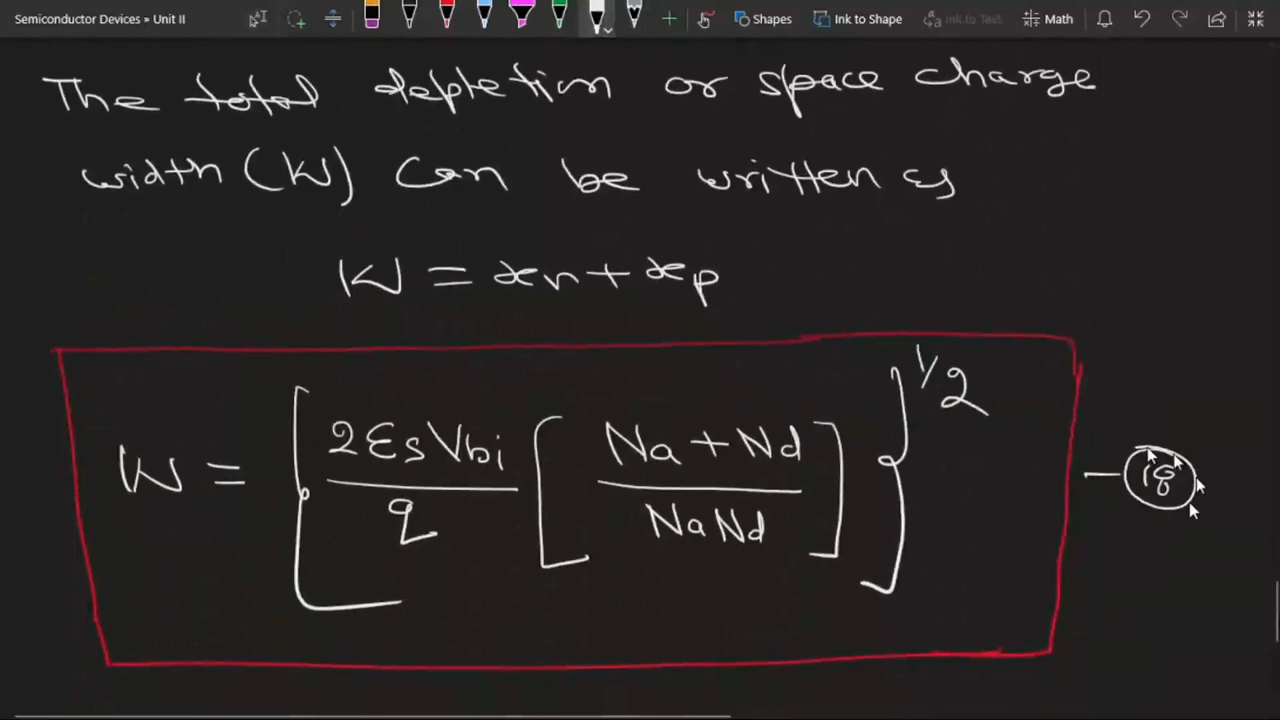 Semiconductor Devices » Unit II
Shapes
Ink to Shape
Ink to Text
Math
The total depletion or space charge
width (W) can be written as
W = xn + xp
W = [ 2εsVbi / q [ Na + Nd / NaNd ] }^1/2 - 18